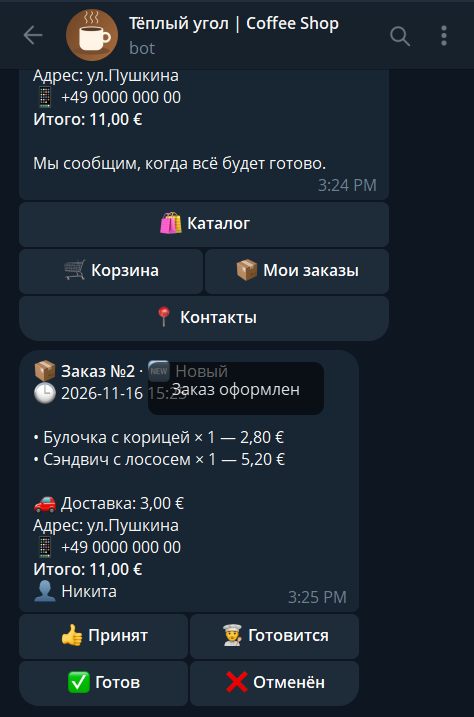 Тёплый угол | Coffee Shop
bot
Адрес: ул.Пушкина
+49 0000 000 00
Итого: 11,00 €
Мы сообщим, когда всё будет готово.
3:24 PM
Каталог
Корзина
Мои заказы
Контакты
Заказ №2 · NEW Новый
2026-11-16
Заказ оформлен
• Булочка с корицей × 1 — 2,80 €
• Сэндвич с лососем × 1 — 5,20 €
Доставка: 3,00 €
Адрес: ул.Пушкина
+49 0000 000 00
Итого: 11,00 €
Никита
3:25 PM
Принят
Готовится
Готов
Отменён